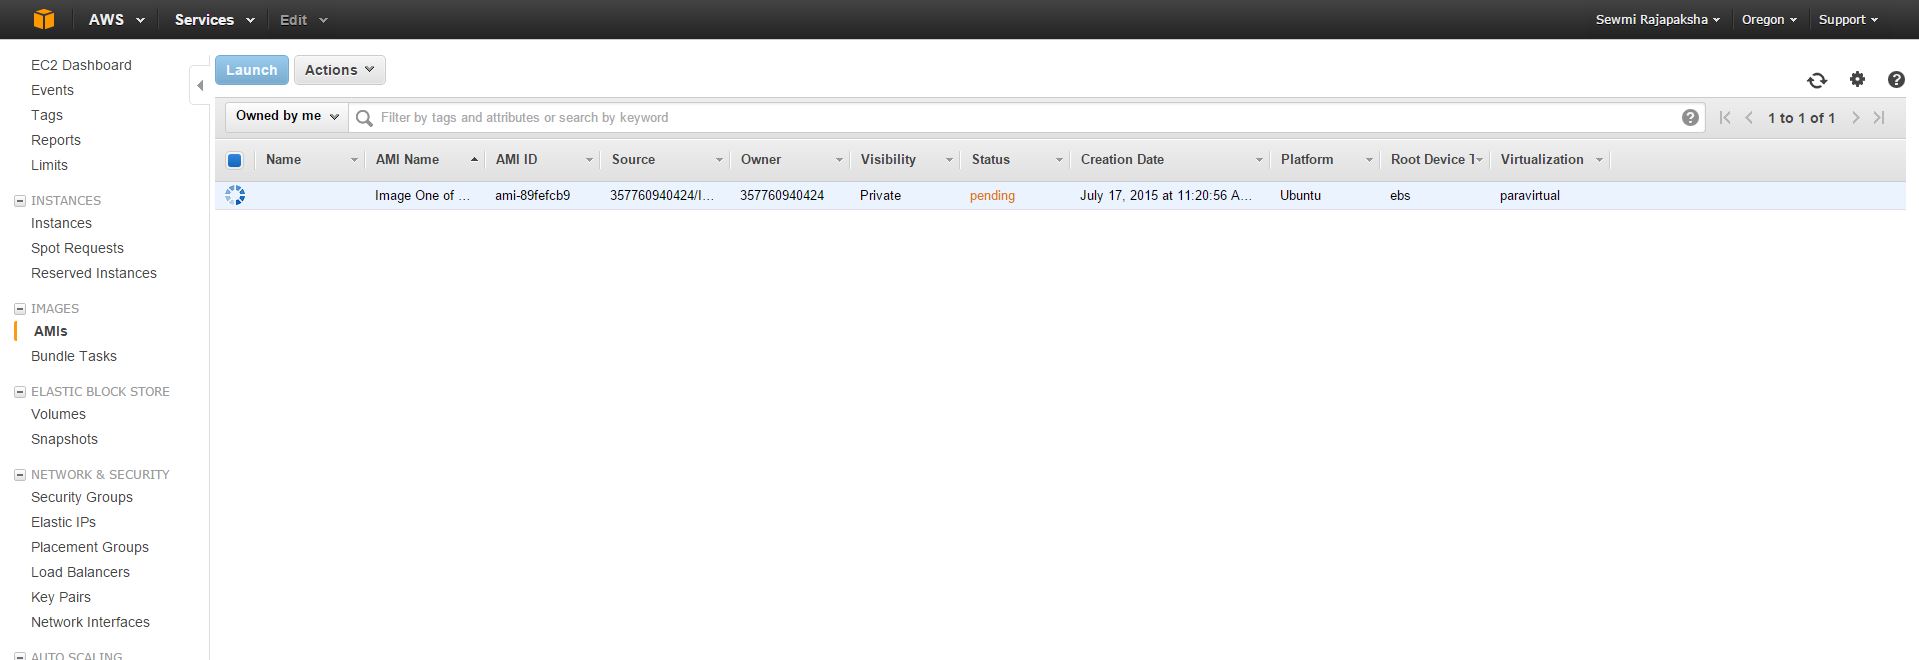 AWS Services Edit Sewmi Rajapaksha Oregon Support
EC2 Dashboard
Events
Tags
Reports
Limits
INSTANCES
Instances
Spot Requests
Reserved Instances
IMAGES
AMIs
Bundle Tasks
ELASTIC BLOCK STORE
Volumes
Snapshots
NETWORK & SECURITY
Security Groups
Elastic IPs
Placement Groups
Load Balancers
Key Pairs
Network Interfaces
AUTO SCALING
Launch Actions
Owned by me Filter by tags and attributes or search by keyword 1 to 1 of 1
Name AMI Name AMI ID Source Owner Visibility Status Creation Date Platform Root Device T Virtualization
Image One of ... ami-89fefcb9 357760940424/I... 357760940424 Private pending July 17, 2015 at 11:20:56 A... Ubuntu ebs paravirtual